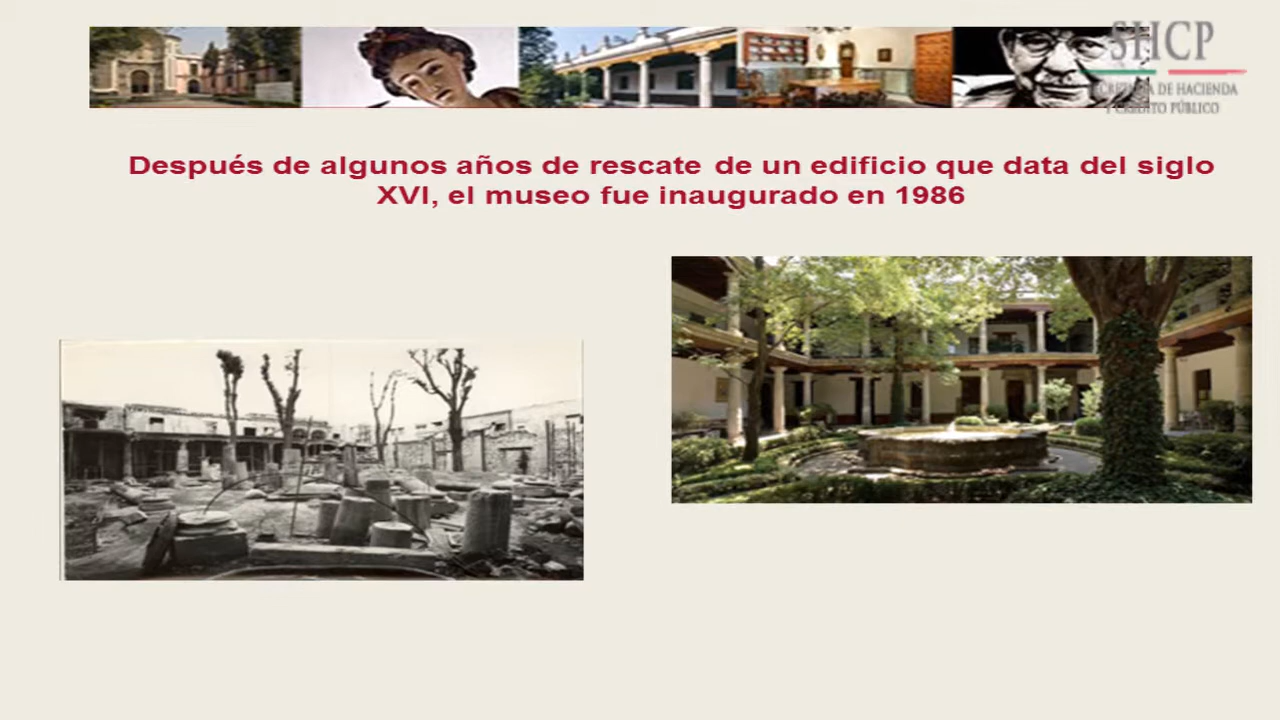 SHCP
SECRETARÍA DE HACIENDA
Y CRÉDITO PÚBLICO
Después de algunos años de rescate de un edificio que data del siglo
XVI, el museo fue inaugurado en 1986